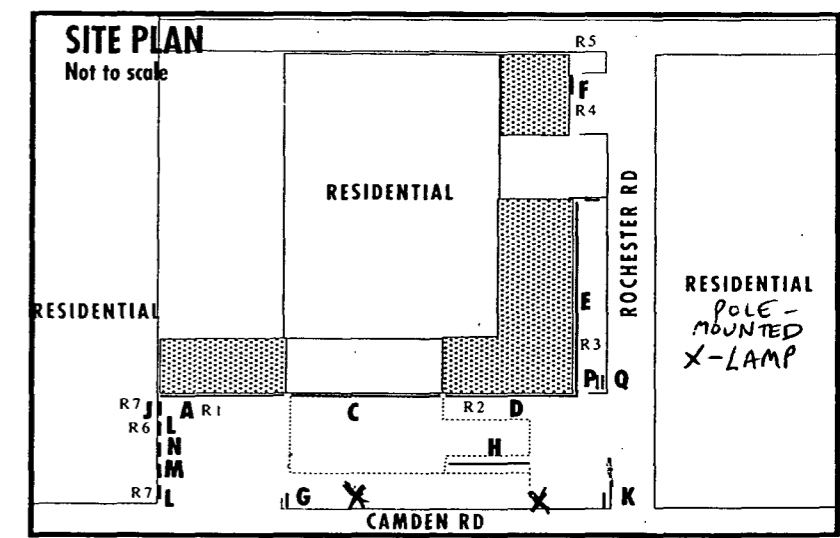 SITE PLAN
Not to scale
R5
F
R4
RESIDENTIAL
ROCHESTER RD
RESIDENTIAL
RESIDENTIAL
POLE-
MOUNTED
X-LAMP
E
R3
P Q
R7 J A R1
C
R2 D
R6 L
N
H
M
R7 L
G X
X
K
CAMDEN RD